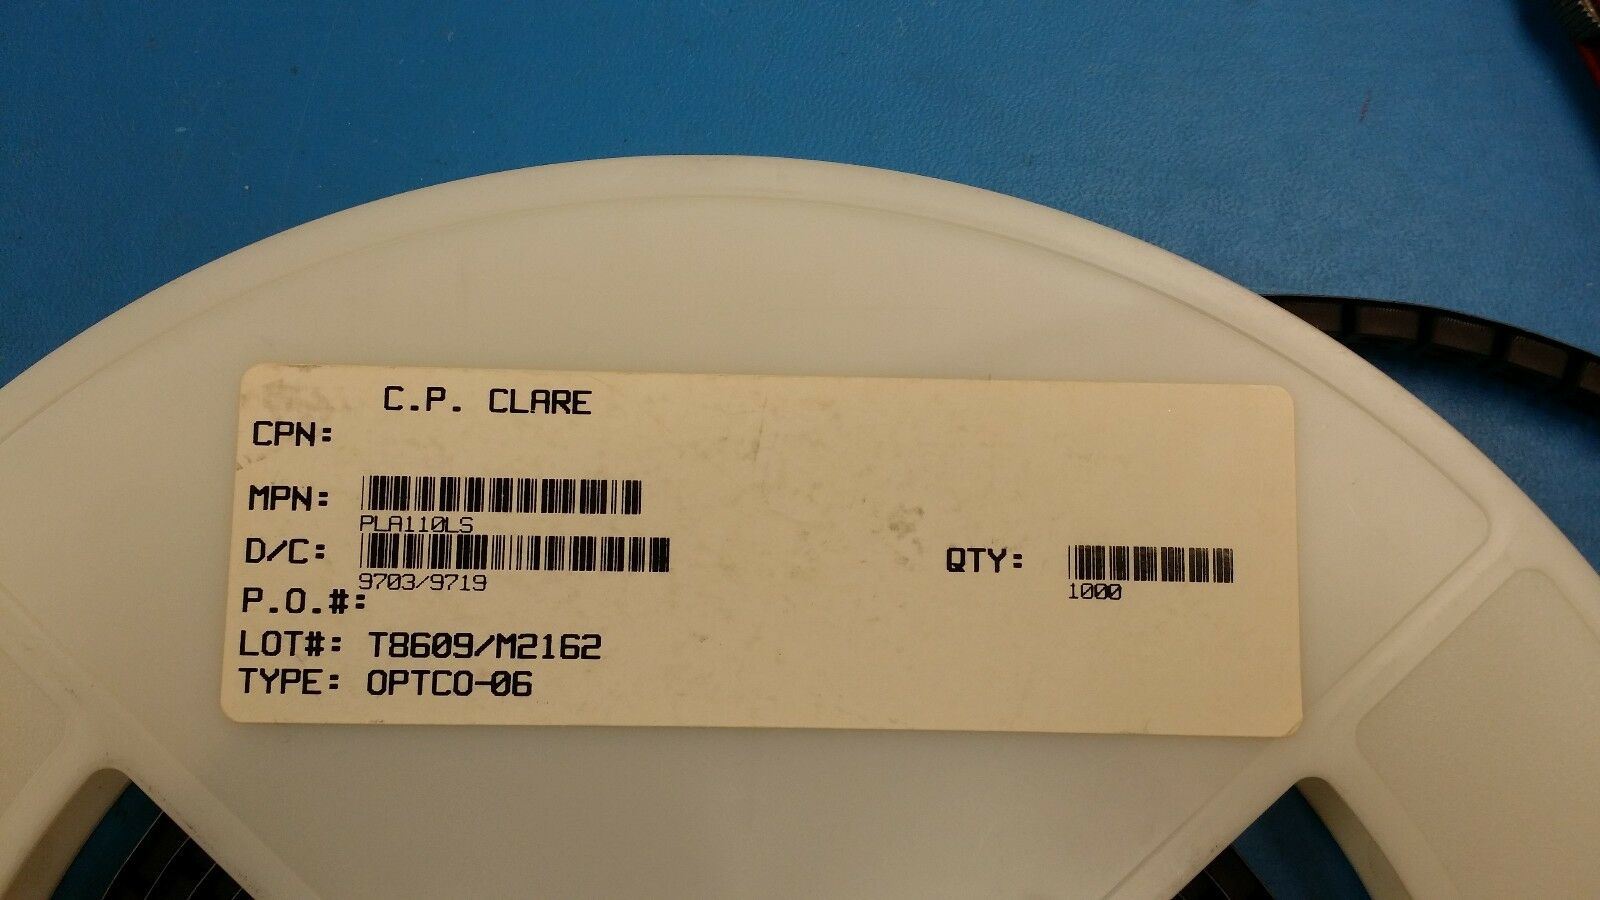 C.P. CLARE
CPN:
MPN:
PLA110LS
D/C:
9703/9719
QTY:
1000
P.O.#:
LOT#: T8609/M2162
TYPE: OPTCO-06